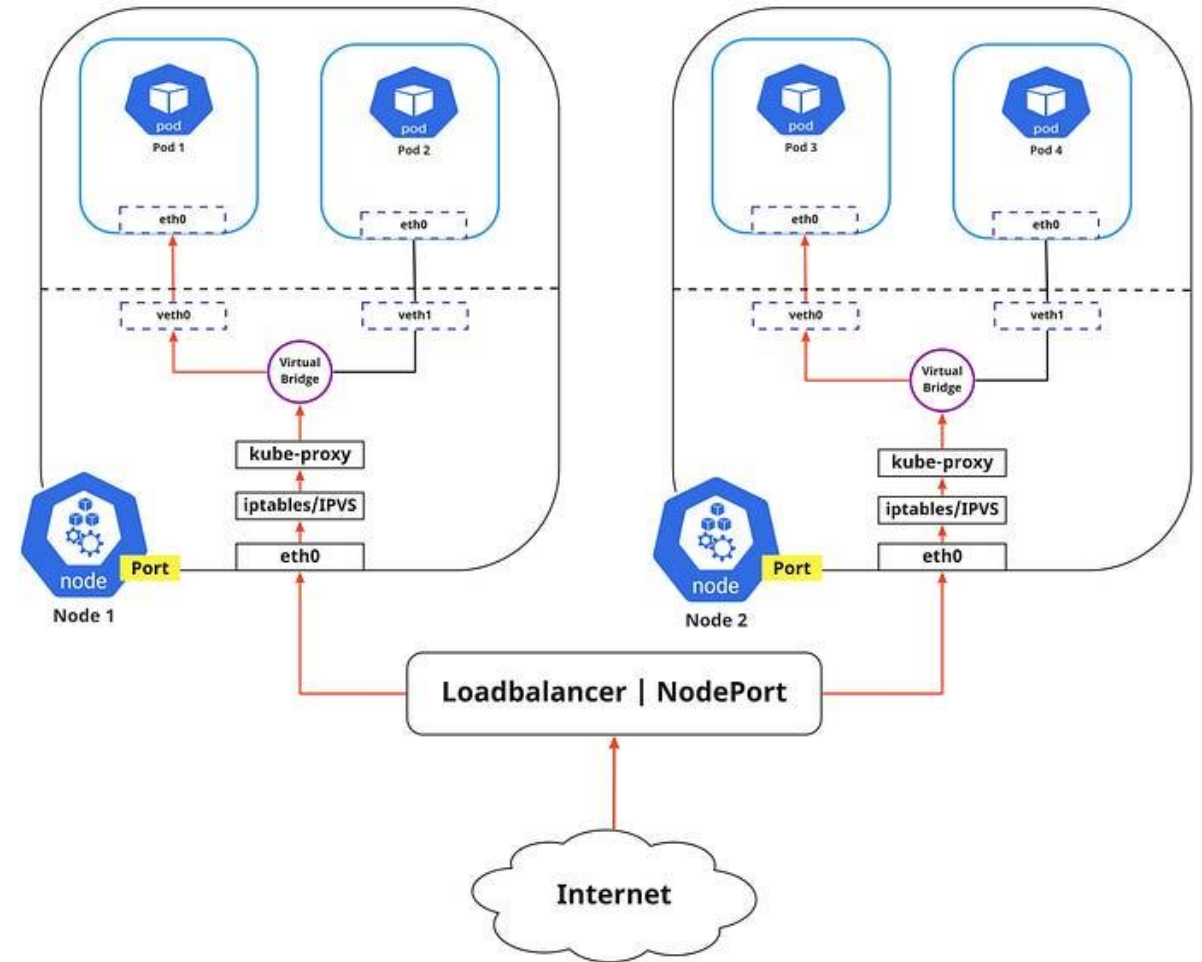 pod
Pod 1
eth0
pod
Pod 2
eth0
veth0
veth1
Virtual
Bridge
kube-proxy
iptables/IPVS
eth0
node
Port
Node 1
pod
Pod 3
eth0
pod
Pod 4
eth0
veth0
veth1
Virtual
Bridge
kube-proxy
iptables/IPVS
eth0
node
Port
Node 2
Loadbalancer | NodePort
Internet